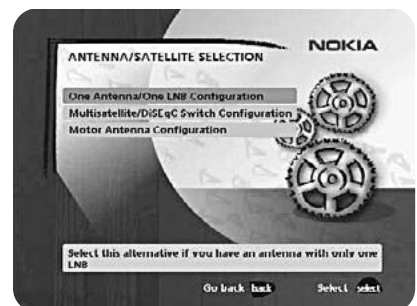 NOKIA
ANTENNA/SATELLITE SELECTION
One Antenna/One LNB Configuration
Multisatellite/DiSEqC Switch Configuration
Motor Antenna Configuration
Select this alternative if you have an antenna with only one
LNB
Go back back
Select select